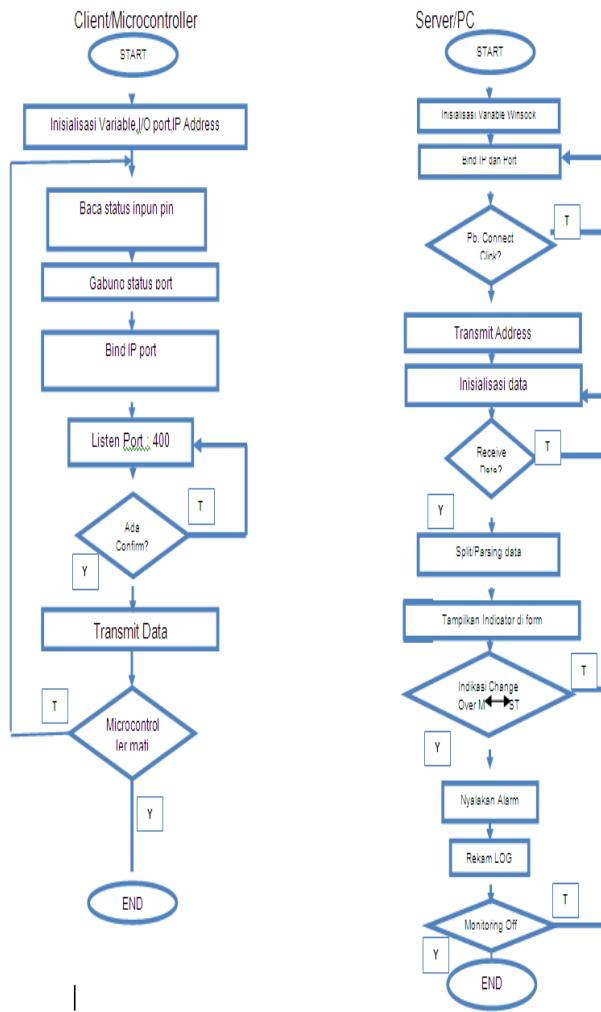 Client/Microcontroller
START
Inisialisasi Variable,I/O port,IP Address
Baca status inpun pin
Gabung status port
Bind IP port
Listen Port : 400
T
Ada
Confirm?
Y
Transmit Data
T
Microcontrol
ler mati
Y
END
Server/PC
START
Inisialisasi Variable Winsock
Bind IP dan Port
T
Pb. Connect
Click?
Transmit Address
Inisialisasi data
T
Receive
Data?
Y
Split/Parsing data
Tampilkan Indicator di form
T
Indikasi Change
Over M ST
Y
Nyalakan Alarm
Rekam LOG
T
Monitoring Off
Y
END